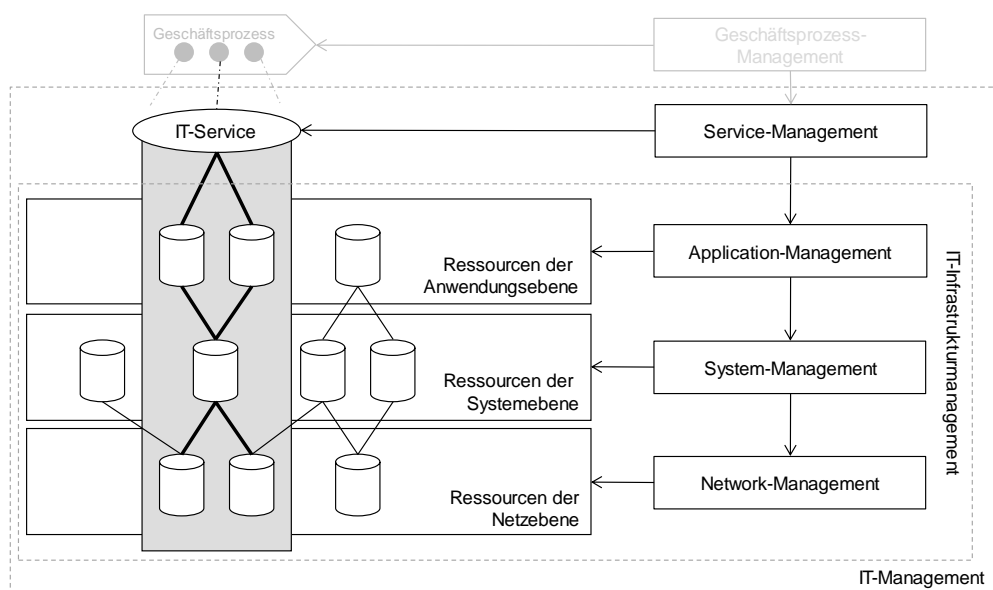 Geschäftsprozess
Geschäftsprozess-
Management
IT-Service
Service-Management
Ressourcen der
Anwendungsebene
Application-Management
Ressourcen der
Systemebene
System-Management
Ressourcen der
Netzebene
Network-Management
IT-Infrastrukturmanagement
IT-Management